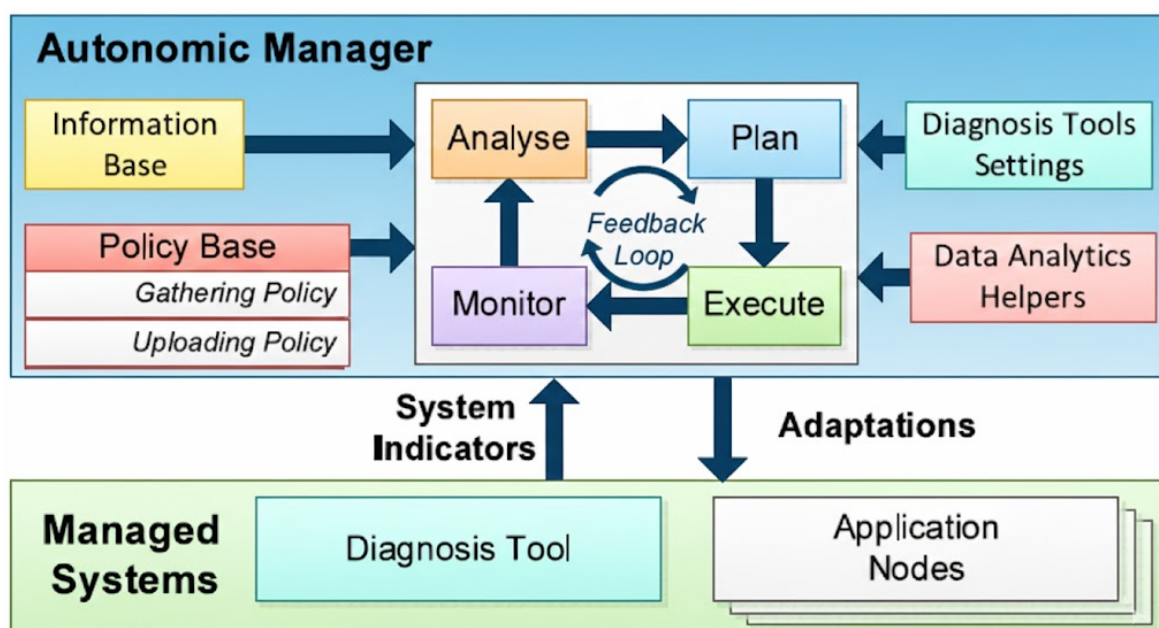 Autonomic Manager
Information
Base
Policy Base
Gathering Policy
Uploading Policy
Analyse
Plan
Feedback
Loop
Monitor
Execute
Diagnosis Tools
Settings
Data Analytics
Helpers
System
Indicators
Adaptations
Managed
Systems
Diagnosis Tool
Application
Nodes